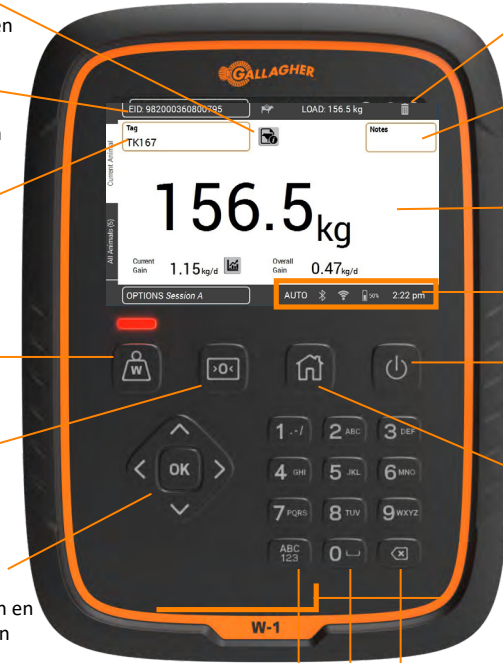 en
n
n en
n
GALLAGHER
EID: 982000360800795
LOAD: 156.5 kg
Tag
TK167
Notes
Current Animal
All Animals (5)
156.5kg
Current Gain 1.15kg/d
Overall Gain 0.47kg/d
OPTIONS Session A
AUTO 50% 2:22 pm
W >0<
OK
1 .-/ 2 ABC 3 DEF
4 GHI 5 JKL 6 MNO
7 PQRS 8 TUV 9 WXYZ
ABC 123 0
W-1